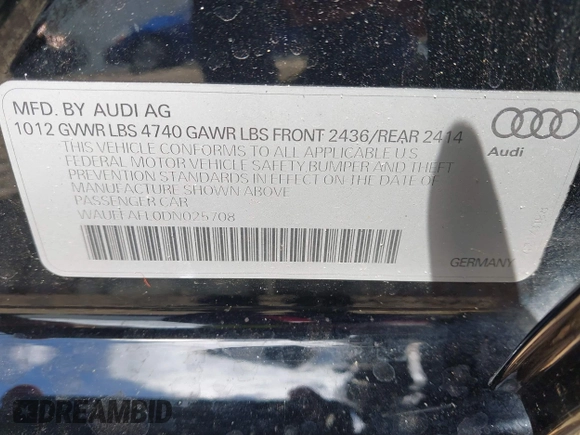 MFD. BY AUDI AG
1012 GWWR LBS 4740 GAWR LBS FRONT 2436/REAR 2414
THIS VEHICLE CONFORMS TO ALL APPLICABLE U S
FEDERAL MOTOR VEHICLE SAFETY BUMPER AND THEFT
PREVENTION STANDARDS IN EFFECT ON THE DATE OF
MANUFACTURE SHOWN ABOVE
PASSENGER CAR
Audi
GERMANY
DREAMBID